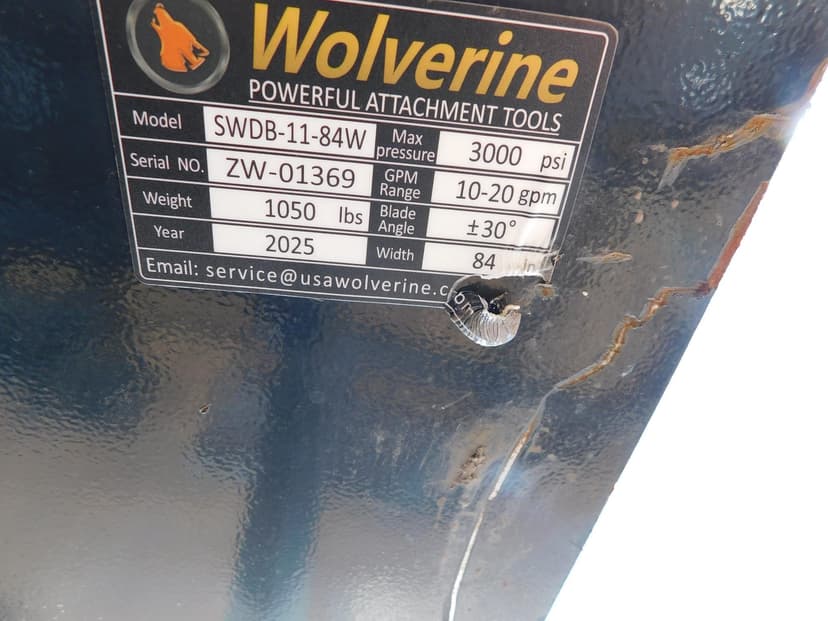 Wolverine
POWERFUL ATTACHMENT TOOLS
Model SWDB-11-84W Max pressure 3000 psi
Serial NO. ZW-01369 GPM Range 10-20 gpm
Weight 1050 lbs Blade Angle ±30°
Year 2025 Width 84 in
Email: service@usawolverine.c